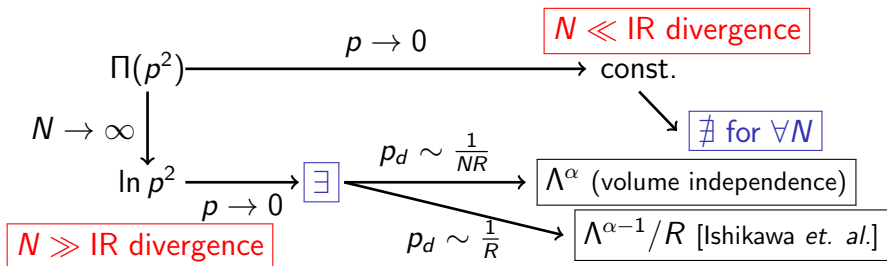 N ≪ IR divergence
p → 0
Π(p²)
const.
N → ∞
∄ for ∀N
p_d ∼ 1/NR
ln p²
∃
Λ^α (volume independence)
p → 0
N ≫ IR divergence
p_d ∼ 1/R
Λ^{α−1}/R [Ishikawa et. al.]